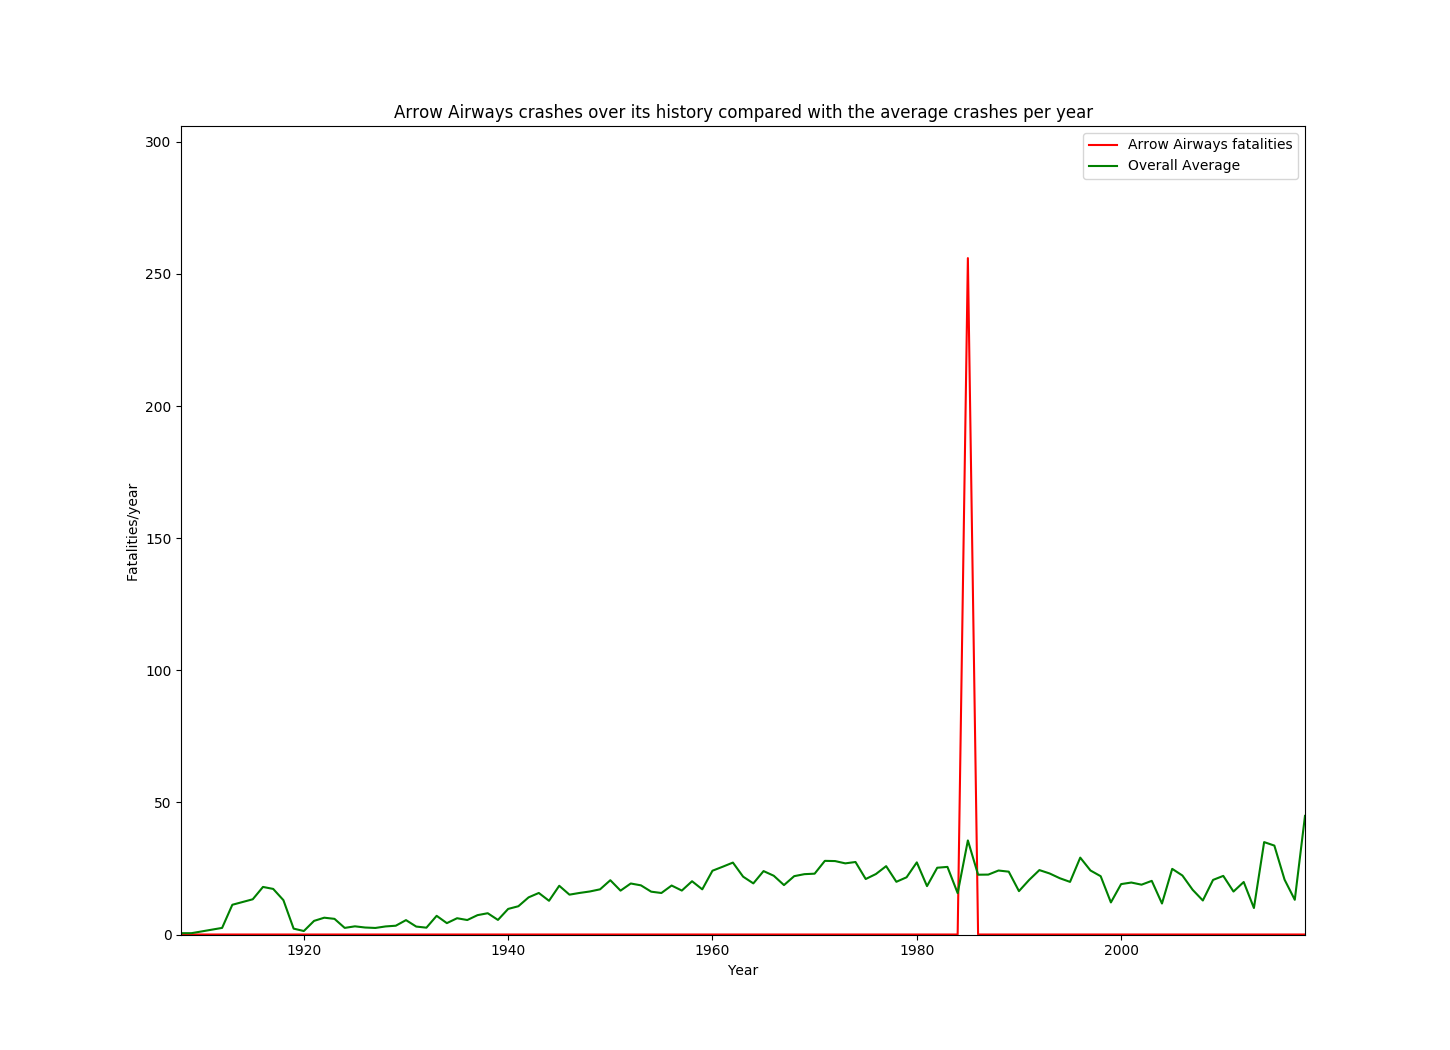 Arrow Airways crashes over its history compared with the average crashes per year
Arrow Airways fatalities
Overall Average
300
250
200
150
100
50
0
Fatalities/year
1920 1940 1960 1980 2000
Year